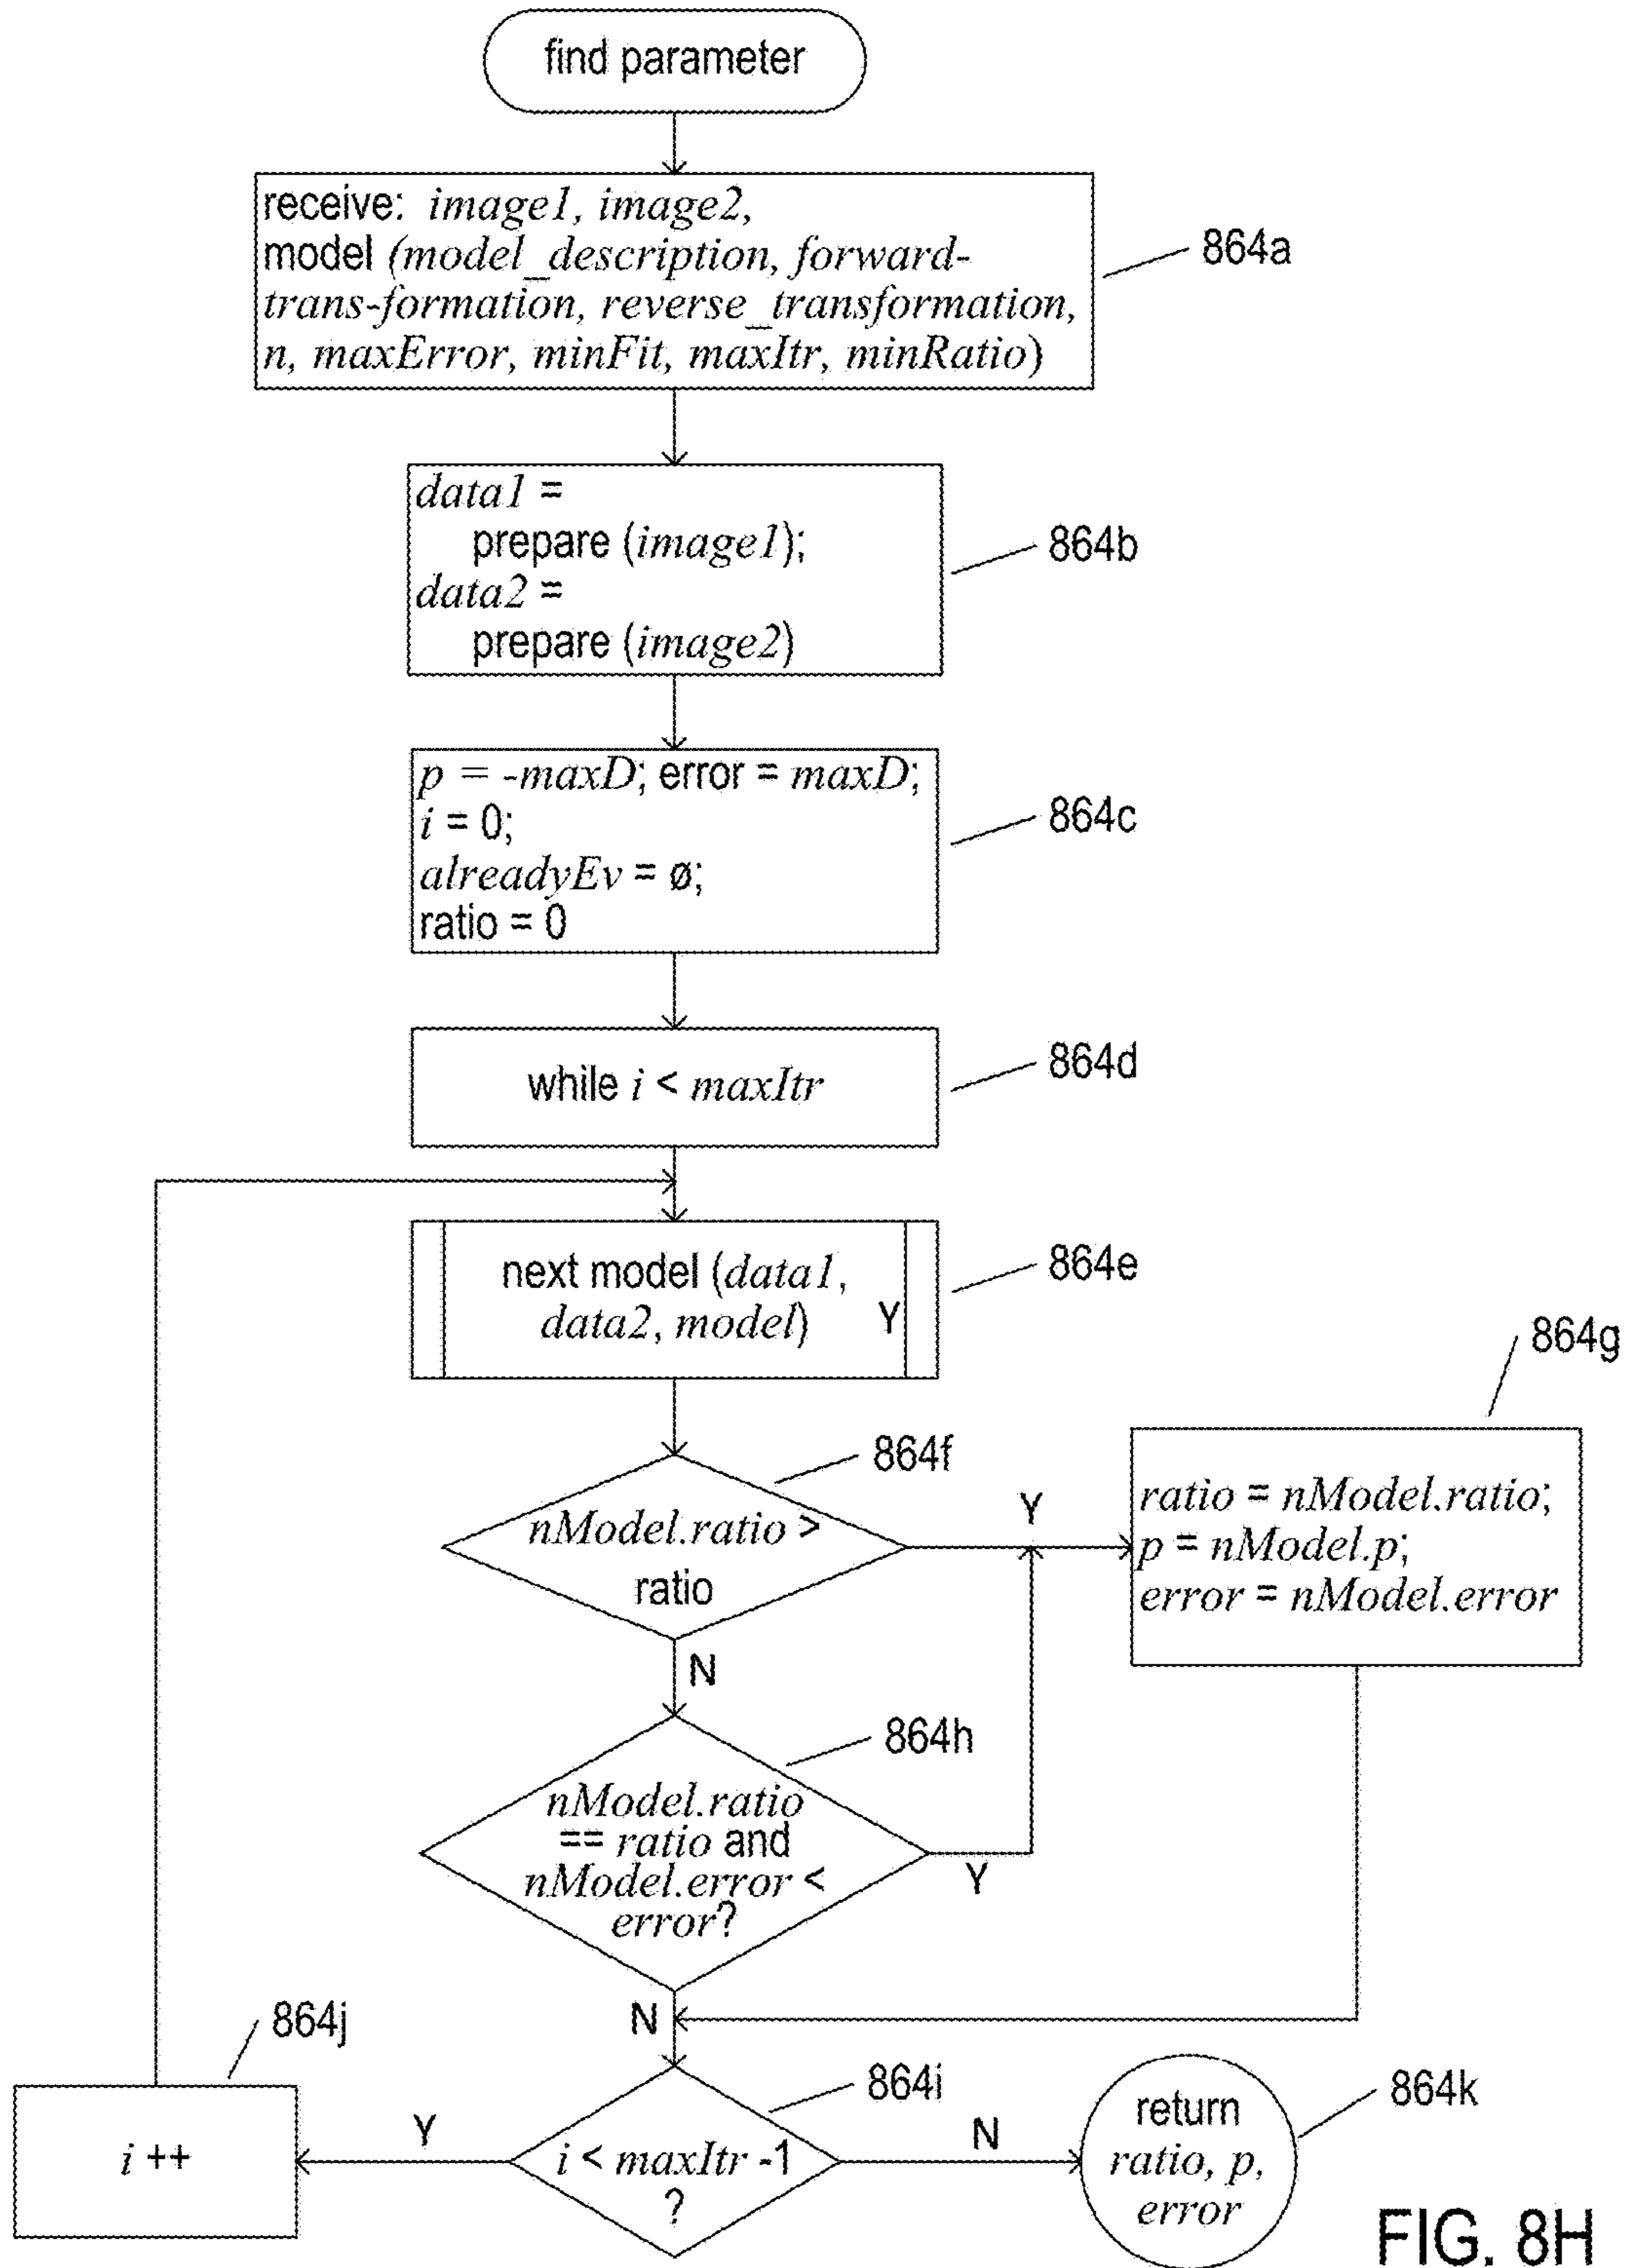 find parameter
receive: image1, image2,
model (model_description, forward-
trans-formation, reverse_transformation,
n, maxError, minFit, maxItr, minRatio)
864a
data1 =
prepare (image1);
data2 =
prepare (image2)
864b
p = -maxD; error = maxD;
i = 0;
alreadyEv = ø;
ratio = 0
864c
while i < maxItr
864d
next model (data1,
data2, model)
Y
864e
864f
nModel.ratio >
ratio
Y
N
864g
ratio = nModel.ratio;
p = nModel.p;
error = nModel.error
864h
nModel.ratio
== ratio and
nModel.error <
error?
Y
N
864j
i ++
864i
i < maxItr -1
?
Y
N
864k
return
ratio, p,
error
FIG. 8H